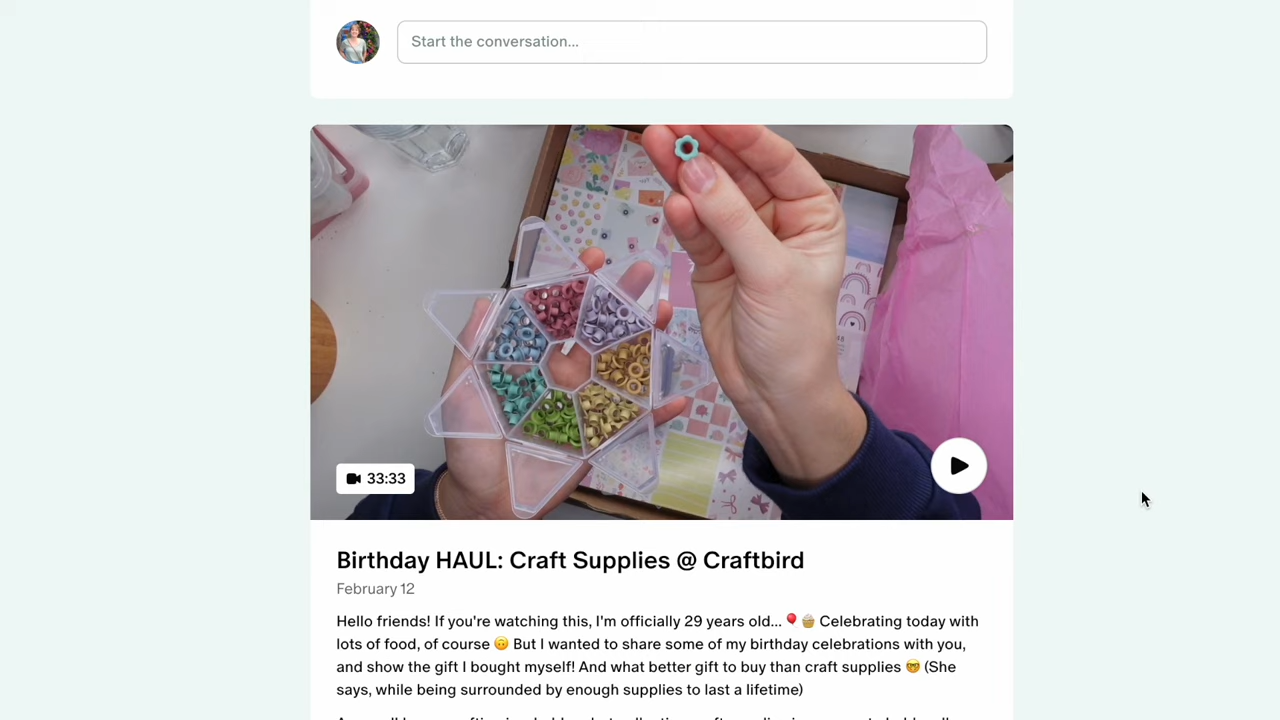 Start the conversation...
33:33
Birthday HAUL: Craft Supplies @ Craftbird
February 12
Hello friends! If you're watching this, I'm officially 29 years old...🎈🧁 Celebrating today with
lots of food, of course 🙃 But I wanted to share some of my birthday celebrations with you,
and show the gift I bought myself! And what better gift to buy than craft supplies 🤓 (She
says, while being surrounded by enough supplies to last a lifetime)